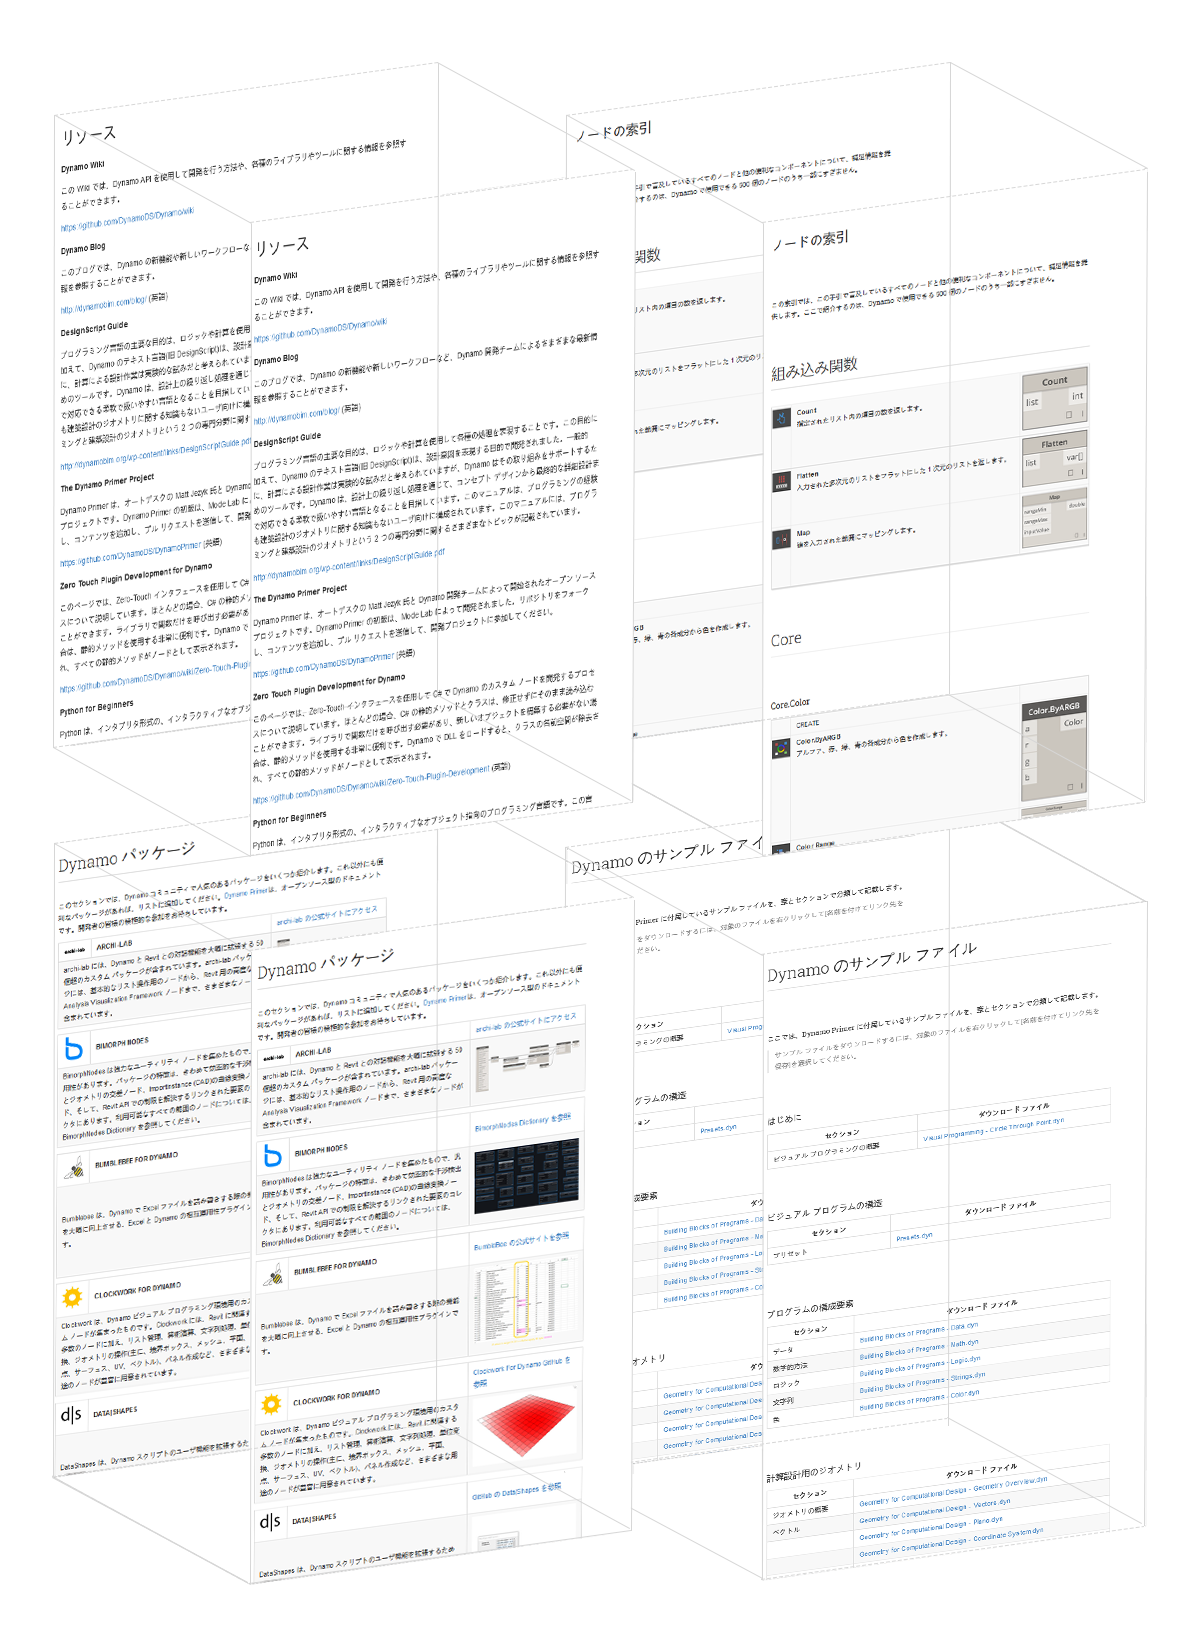 リソース
Dynamo Wiki
この Wiki では、Dynamo API を使用して開発を行う方法や、各種のライブラリやツールに関する情報を参照す
ることができます。
https://github.com/DynamoDS/Dynamo/wiki
Dynamo Blog
このブログでは、Dynamo の新機能や新しいワークフローなど、Dynamo 開発チームによるさまざまな最新情
報を参照することができます。
http://dynamobim.com/blog/ (英語)
DesignScript Guide
プログラミング言語の主要な目的は、ロジックや計算を使用して各種の処理を表現することです。この目的に
加えて、Dynamo のテキスト言語(旧 DesignScript)は、設計意図を表現する目的で開発されました。一般的
に、計算による設計作業は実験的な試みだと考えられていますが、Dynamo はその取り組みをサポートするた
めのツールです。Dynamo は、設計上の繰り返し処理を通じて、コンセプト デザインから最終的な詳細設計ま
で対応できる柔軟で扱いやすい言語となることを目指しています。このマニュアルは、プログラミングの経験
も建築設計のジオメトリに関する知識もないユーザ向けに構成されています。このマニュアルには、プログラ
ミングと建築設計のジオメトリという 2 つの専門分野に関するさまざまなトピックが記載されています。
http://dynamobim.org/wp-content/links/DesignScriptGuide.pdf
The Dynamo Primer Project
Dynamo Primer は、オートデスクの Matt Jezyk 氏と Dynamo 開発チームによって開始されたオープン ソース
プロジェクトです。Dynamo Primer の初版は、Mode Lab によって開発されました。リポジトリをフォーク
し、コンテンツを追加し、プル リクエストを送信して、開発プロジェクトに参加してください。
https://github.com/DynamoDS/DynamoPrimer (英語)
Zero Touch Plugin Development for Dynamo
このページでは、Zero-Touch インタフェースを使用して C# で Dynamo のカスタム ノードを開発するプロセ
スについて説明しています。ほとんどの場合、C# の静的メソッドとクラスは、修正せずにそのまま読み込む
ことができます。ライブラリで関数だけを呼び出す必要があり、新しいオブジェクトを構築する必要がない場
合は、静的メソッドを使用する非常に便利です。Dynamo で DLL をロードすると、クラスの名前空間が除去さ
れ、すべての静的メソッドがノードとして表示されます。
https://github.com/DynamoDS/Dynamo/wiki/Zero-Touch-Plugin-Development (英語)
Python for Beginners
Python は、インタプリタ形式の、インタラクティブなオブジェクト指向のプログラミング言語です。この言
ノードの索引
この索引では、この手引で言及しているすべてのノードと他の便利なコンポーネントについて、補足情報を提
供します。ここで紹介するのは、Dynamo で使用できる 500 個のノードのうち一部にすぎません。
組み込み関数
Count
指定されたリスト内の項目の数を返します。
Count
list int
Flatten
入力された多次元のリストをフラットにした 1 次元のリストを返します。
Flatten
list var[]
Map
値を入力された範囲にマッピングします。
Map
rangeMin double
rangeMax
inputValue
Core
Core.Color
CREATE
Color.ByARGB
アルファ、赤、緑、青の各成分から色を作成します。
Color.ByARGB
a Color
r
g
b
Color Range
Dynamo パッケージ
このセクションでは、Dynamo コミュニティで人気のあるパッケージをいくつか紹介します。これ以外にも便
利なパッケージがあれば、リストに追加してください。Dynamo Primerは、オープンソース型のドキュメント
です。開発者の皆様の積極的な参加をお待ちしています。
archi-lab ARCHI-LAB
archi-lab の公式サイトにアクセス
archi-lab には、Dynamo と Revit との対話機能を大幅に拡張する 50
個超のカスタム パッケージが含まれています。archi-lab パッケー
ジには、基本的なリスト操作用のノードから、Revit 用の高度な
Analysis Visualization Framework ノードまで、さまざまなノードが
含まれています。
BIMORPH NODES
BimorphNodes Dictionary を参照
BimorphNodes は強力なユーティリティ ノードを集めたもので、汎
用性があります。パッケージの特徴は、きわめて効率的な干渉検出
とジオメトリの交差ノード、ImportInstance (CAD)の曲線変換ノー
ド、そして、Revit API での制限を解決するリンクされた要素のコレ
クタにあります。利用可能なすべての範囲のノードについては、
BimorphNodes Dictionary を参照してください。
BUMBLEBEE FOR DYNAMO
BumbleBee の公式サイトを参照
Bumblebee は、Dynamo で Excel ファイルを読み書きする際の機能
を大幅に向上させる、Excel と Dynamo の相互運用性プラグインで
す。
CLOCKWORK FOR DYNAMO
Clockwork For Dynamo GitHub を
参照
Clockwork は、Dynamo ビジュアル プログラミング環境用のカスタ
ム ノードが集まったものです。Clockwork には、Revit に関連する
多数のノードに加え、リスト管理、算術演算、文字列処理、単位変
換、ジオメトリの操作(主に、境界ボックス、メッシュ、平面、
点、サーフェス、UV、ベクトル)、パネル作成など、さまざまな用
途のノードが豊富に用意されています。
d|s DATA|SHAPES
GitHub の DataShapes を参照
DataShapes は、Dynamo スクリプトのユーザ機能を拡張するため
Dynamo のサンプル ファイル
ここでは、Dynamo Primer に付属しているサンプルファイルを、章とセクションで分類して記載します。
サンプル ファイルをダウンロードするには、対象のファイルを右クリックして[名前を付けてリンク先を
保存]を選択してください。
はじめに
セクション ダウンロード ファイル
ビジュアル プログラミングの概要 Visual Programming - Circle Through Point.dyn
ビジュアル プログラムの構造
セクション ダウンロード ファイル
プリセット Presets.dyn
プログラムの構成要素
セクション ダウンロード ファイル
データ Building Blocks of Programs - Data.dyn
数学的方法 Building Blocks of Programs - Math.dyn
ロジック Building Blocks of Programs - Logic.dyn
文字列 Building Blocks of Programs - Strings.dyn
色 Building Blocks of Programs - Color.dyn
計算設計用のジオメトリ
セクション ダウンロード ファイル
ジオメトリの概要 Geometry for Computational Design - Geometry Overview.dyn
ベクトル Geometry for Computational Design - Vectors.dyn
Geometry for Computational Design - Plane.dyn
Geometry for Computational Design - Coordinate System.dyn